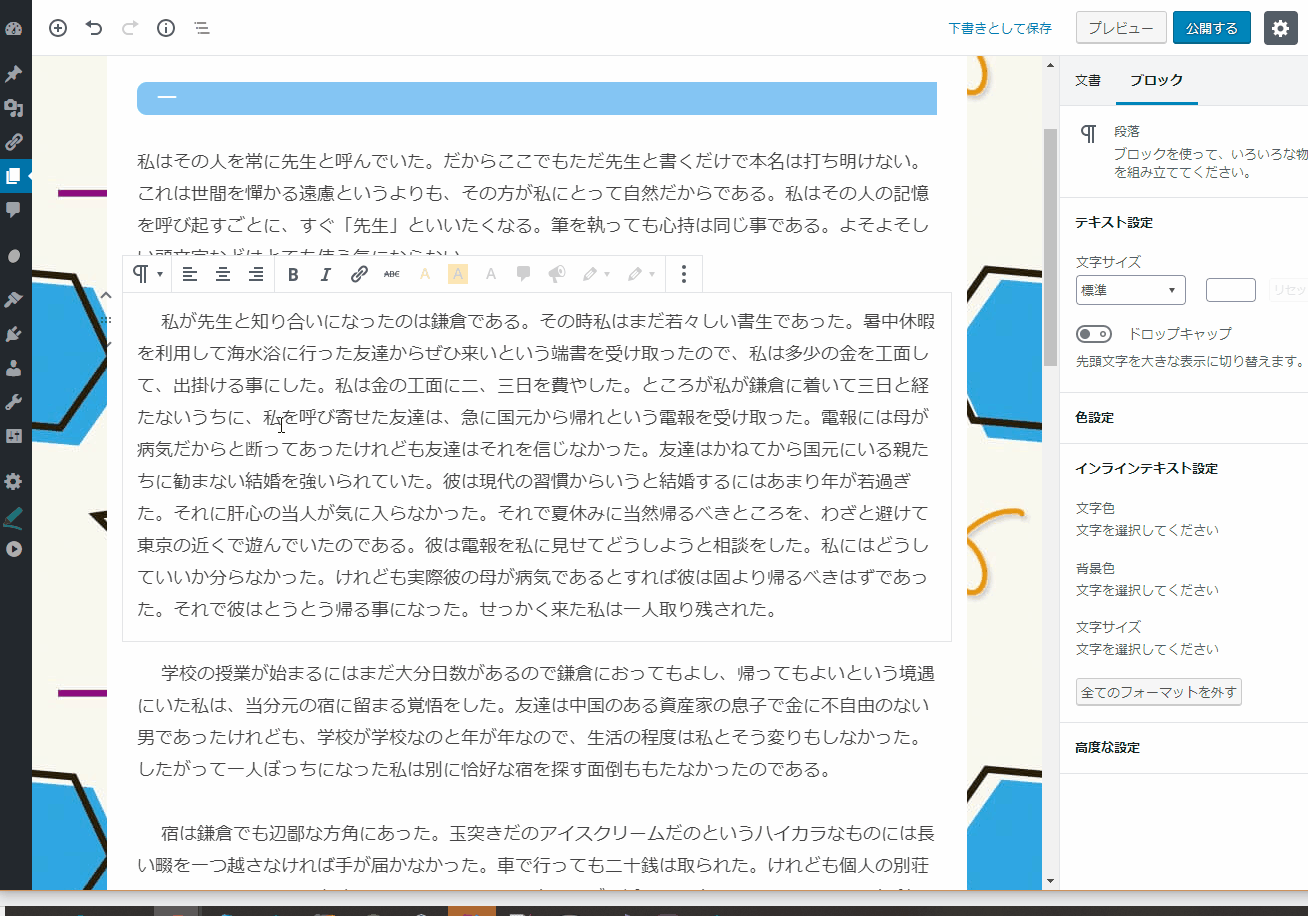 下書きとして保存
プレビュー
公開する
一
私はその人を常に先生と呼んでいた。だからここでもただ先生と書くだけで本名は打ち明けない。
これは世間を憚かる遠慮というよりも、その方が私にとって自然だからである。私はその人の記憶
を呼び起すごとに、すぐ「先生」といいたくなる。筆を執っても心持は同じ事である。よそよそし
い頭文字などはとても使う気にならない。
B I ABC A A A
私が先生と知り合いになったのは鎌倉である。その時私はまだ若々しい書生であった。暑中休暇
を利用して海水浴に行った友達からぜひ来いという端書を受け取ったので、私は多少の金を工面し
て、出掛ける事にした。私は金の工面に二、三日を費やした。ところが私が鎌倉に着いて三日と経
たないうちに、私を呼び寄せた友達は、急に国元から帰れという電報を受け取った。電報には母が
病気だからと断ってあったけれども友達はそれを信じなかった。友達はかねてから国元にいる親た
ちに勧まない結婚を強いられていた。彼は現代の習慣からいうと結婚するにはあまり年が若過ぎ
た。それに肝心の当人が気に入らなかった。それで夏休みに当然帰るべきところを、わざと避けて
東京の近くで遊んでいたのである。彼は電報を私に見せてどうしようと相談をした。私にはどうし
ていいか分らなかった。けれども実際彼の母が病気であるとすれば彼は固より帰るべきはずであっ
た。それで彼はとうとう帰る事になった。せっかく来た私は一人取り残された。
学校の授業が始まるにはまだ大分日数があるので鎌倉におってもよし、帰ってもよいという境遇
にいた私は、当分元の宿に留まる覚悟をした。友達は中国のある資産家の息子で金に不自由のない
男であったけれども、学校が学校なのと年が年なので、生活の程度は私とそう変りもしなかった。
したがって一人ぼっちになった私は別に恰好な宿を探す面倒ももたなかったのである。
宿は鎌倉でも辺鄙な方角にあった。玉突きだのアイスクリームだのというハイカラなものには長
い畷を一つ越さなければ手が届かなかった。車で行っても二十銭は取られた。けれども個人の別荘
文書
ブロック
段落
ブロックを使って、いろいろな物
を組み立ててください。
テキスト設定
文字サイズ
標準
リセッ
ドロップキャップ
先頭文字を大きな表示に切り替えます。
色設定
インラインテキスト設定
文字色
文字を選択してください
背景色
文字を選択してください
文字サイズ
文字を選択してください
全てのフォーマットを外す
高度な設定